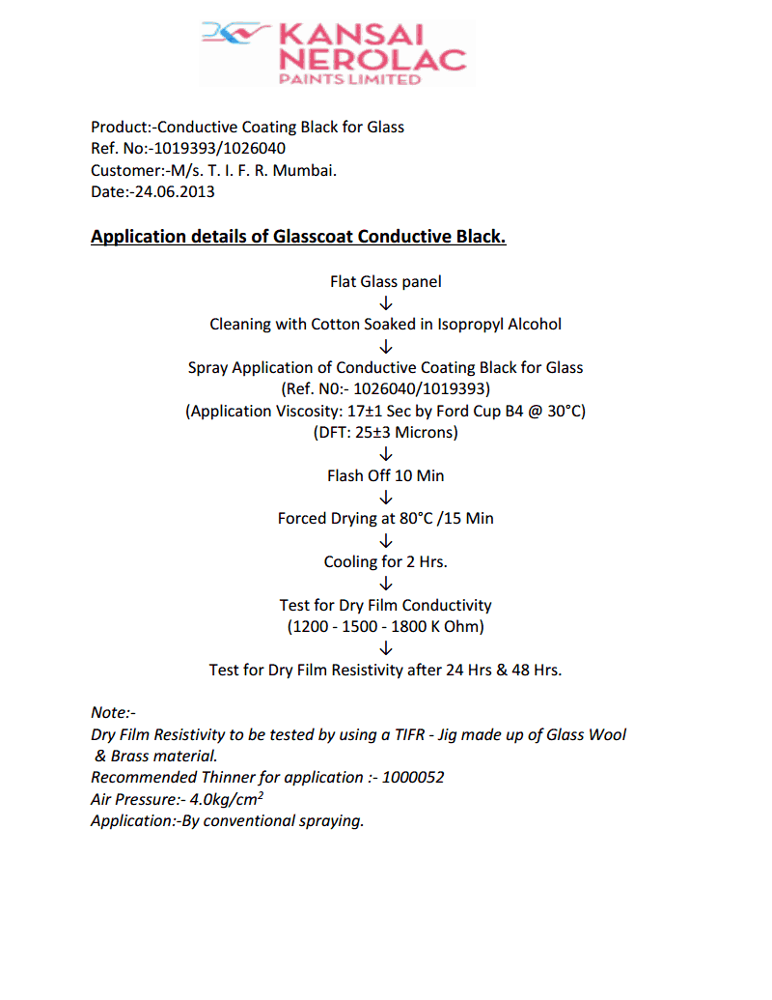 KANSAI
NEROLAC
PAINTS LIMITED
Product:-Conductive Coating Black for Glass
Ref. No:-1019393/1026040
Customer:-M/s. T. I. F. R. Mumbai.
Date:-24.06.2013
Application details of Glasscoat Conductive Black.
Flat Glass panel
↓
Cleaning with Cotton Soaked in Isopropyl Alcohol
↓
Spray Application of Conductive Coating Black for Glass
(Ref. N0:- 1026040/1019393)
(Application Viscosity: 17±1 Sec by Ford Cup B4 @ 30°C)
(DFT: 25±3 Microns)
↓
Flash Off 10 Min
↓
Forced Drying at 80°C /15 Min
↓
Cooling for 2 Hrs.
↓
Test for Dry Film Conductivity
(1200 - 1500 - 1800 K Ohm)
↓
Test for Dry Film Resistivity after 24 Hrs & 48 Hrs.
Note:-
Dry Film Resistivity to be tested by using a TIFR - Jig made up of Glass Wool
& Brass material.
Recommended Thinner for application :- 1000052
Air Pressure:- 4.0kg/cm²
Application:-By conventional spraying.